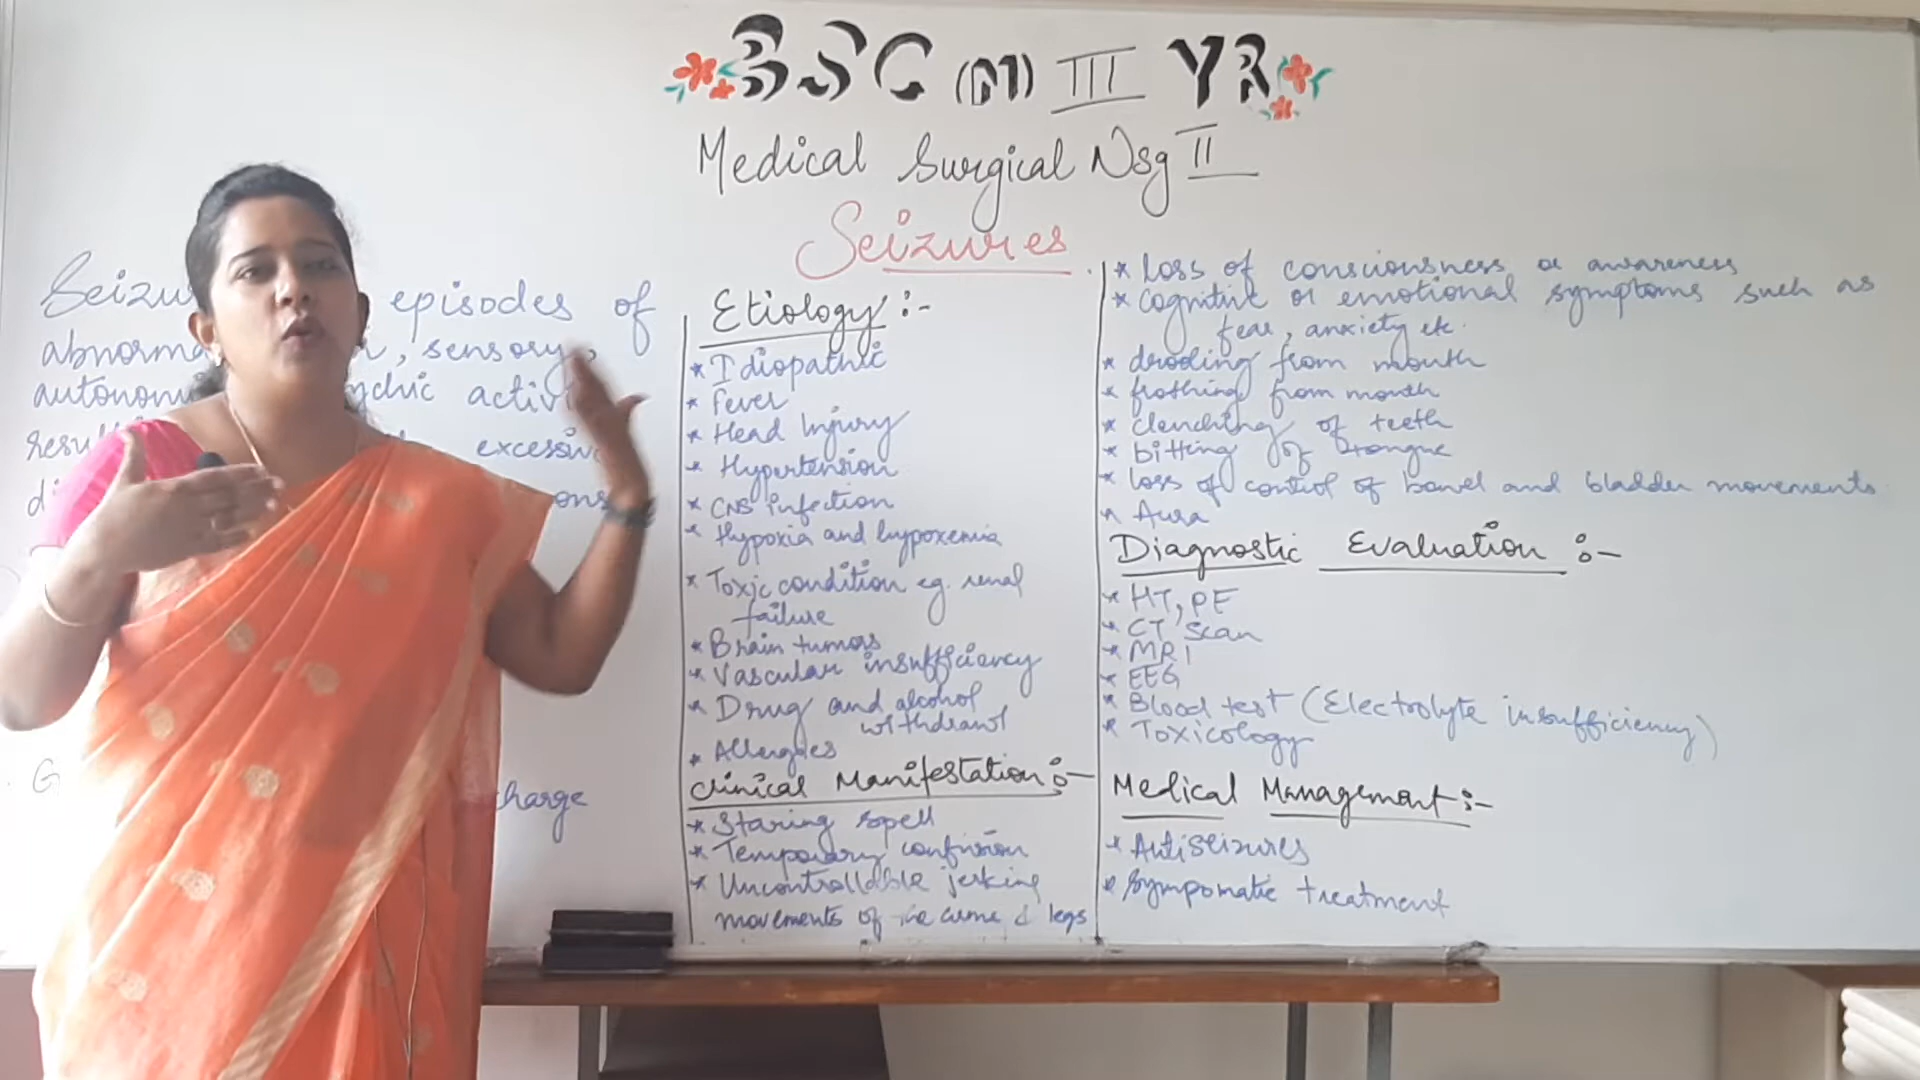 BSC (N) III YR
Medical Surgical Nsg II
Seizures
episodes of
sensory,
excessive
charge
Etiology :-
* Idiopathic
* Fever
* Head Injury
* Hypertension
* CNS infection
* Hypoxia and hypoxemia
* Toxic condition eg. renal
failure
* Brain tumors
* Vascular insufficiency
* Drug and alcohol
withdrawl
* Allergies
Clinical Manifestation :-
* Staring spell
* Temporary confusion
* Uncontrollable jerking
movements of the arms & legs
* Loss of consciousness or awareness
* Cognitive or emotional symptoms such as
fear, anxiety etc.
* drooling from mouth
* frothing from mouth
* clenching of teeth
* bitting of tongue
* loss of control of bowel and bladder movements
* Aura
Diagnostic Evaluation :-
* HT, PE
* CT Scan
* MRI
* EEG
* Blood test (Electrolyte insufficiency)
* Toxicology
Medical Management :-
* Antiseizures
* Sympomatic treatment